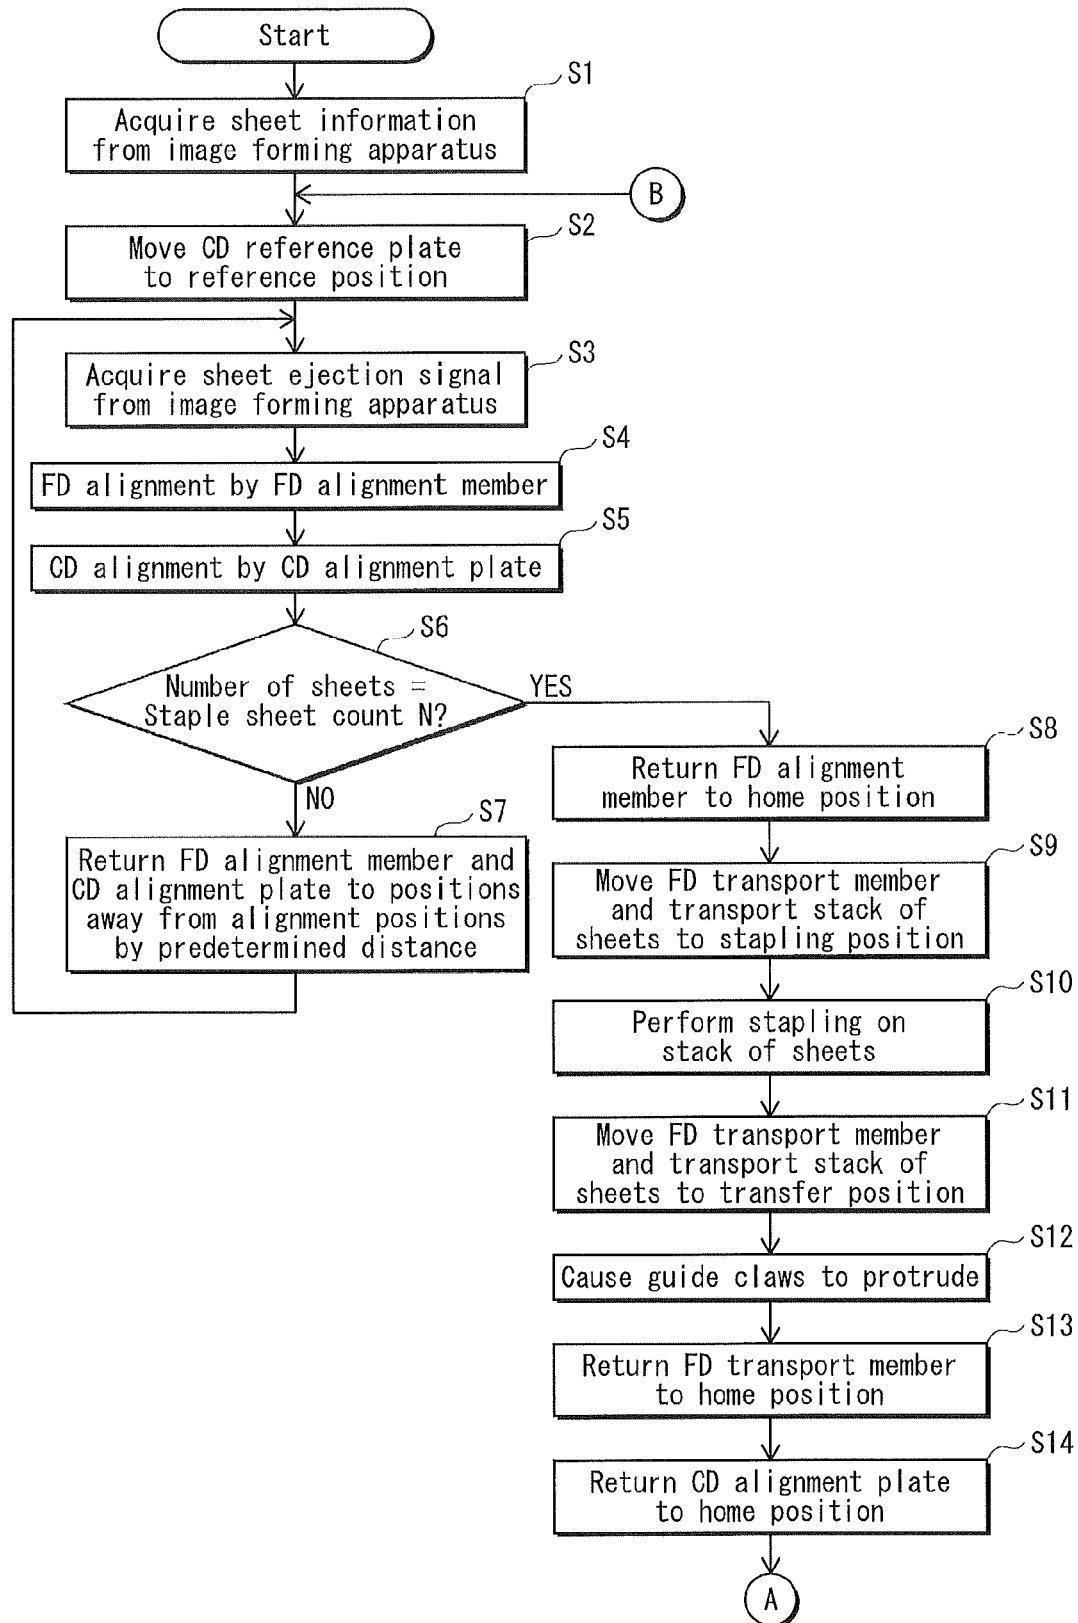 Start
S1
Acquire sheet information
from image forming apparatus
B
S2
Move CD reference plate
to reference position
S3
Acquire sheet ejection signal
from image forming apparatus
S4
FD alignment by FD alignment member
S5
CD alignment by CD alignment plate
S6
Number of sheets =
Staple sheet count N?
YES
NO
S7
Return FD alignment member and
CD alignment plate to positions
away from alignment positions
by predetermined distance
S8
Return FD alignment
member to home position
S9
Move FD transport member
and transport stack of
sheets to stapling position
S10
Perform stapling on
stack of sheets
S11
Move FD transport member
and transport stack of
sheets to transfer position
S12
Cause guide claws to protrude
S13
Return FD transport member
to home position
S14
Return CD alignment plate
to home position
A